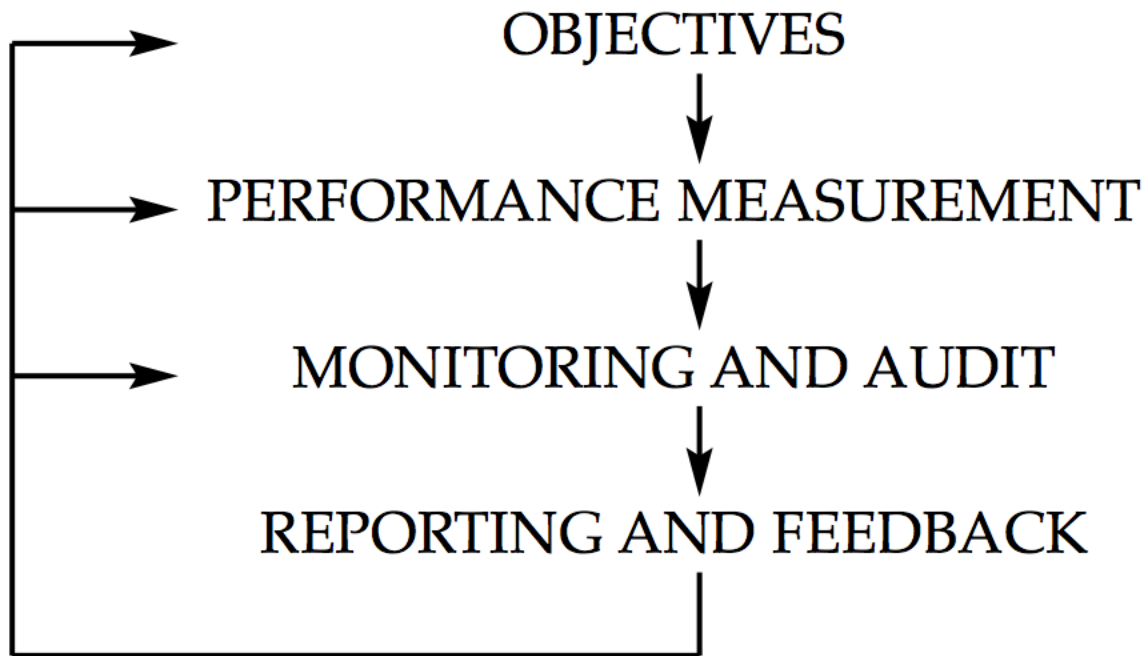 OBJECTIVES
PERFORMANCE MEASUREMENT
MONITORING AND AUDIT
REPORTING AND FEEDBACK